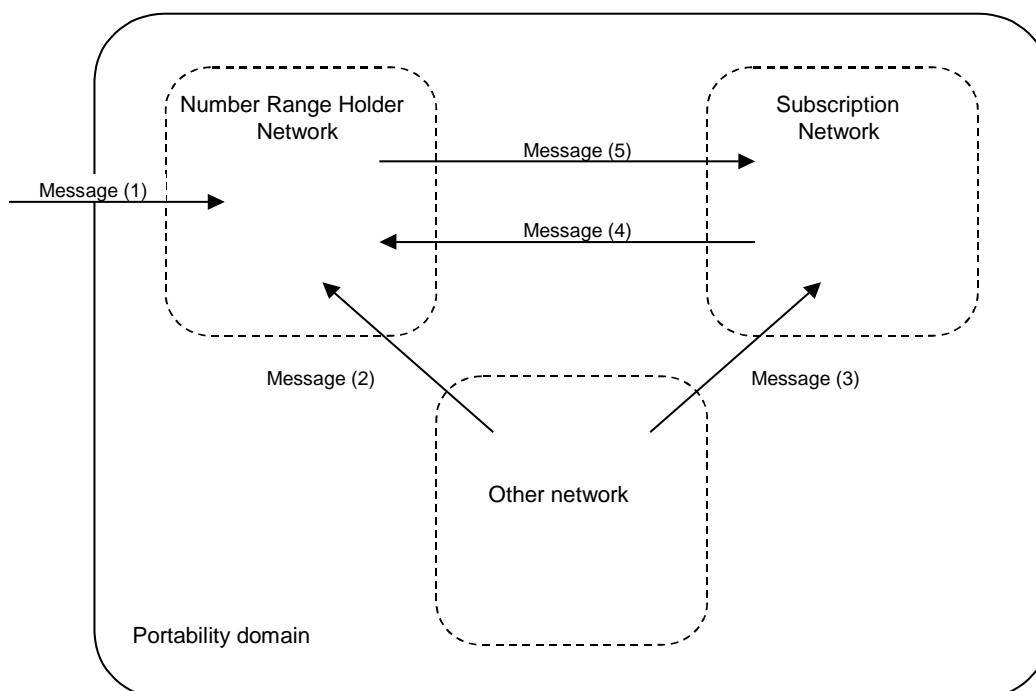 Number Range Holder
Network
Subscription
Network
Message (5)
Message (1)
Message (4)
Message (2)
Message (3)
Other network
Portability domain